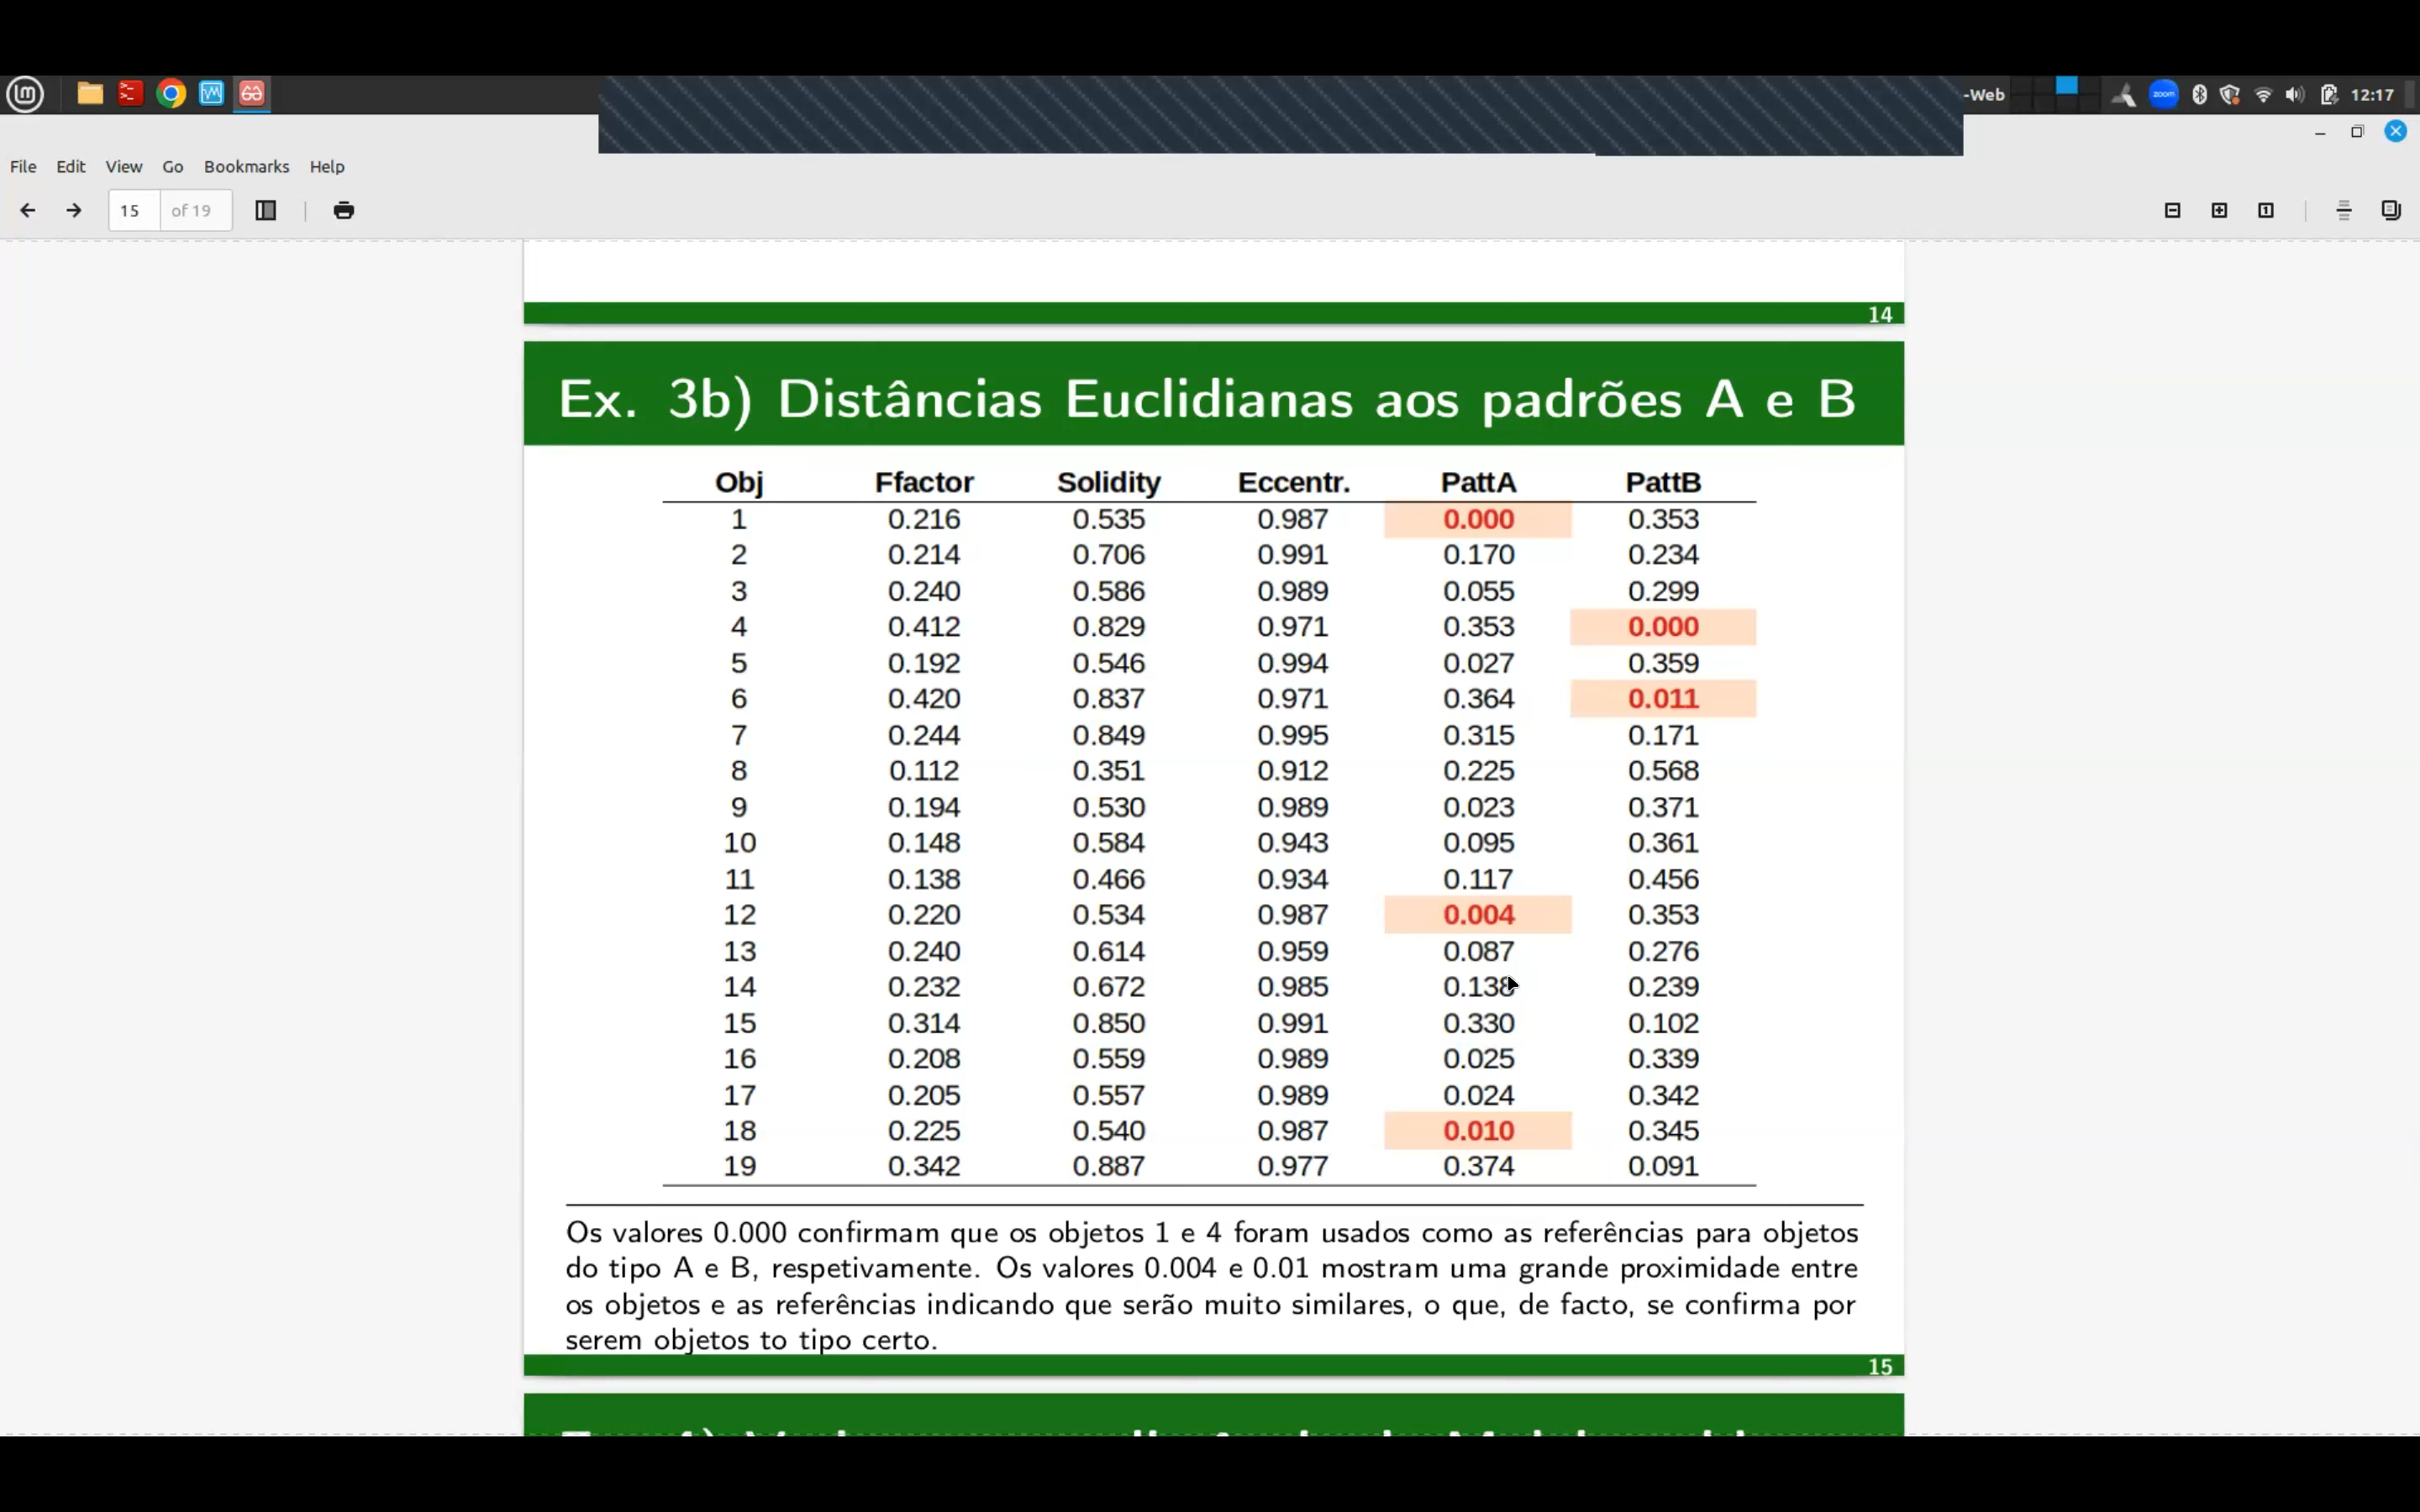 -Web 12:17
File Edit View Go Bookmarks Help
15 of 19
14
Ex. 3b) Distâncias Euclidianas aos padrões A e B
Obj Ffactor Solidity Eccentr. PattA PattB
1 0.216 0.535 0.987 0.000 0.353
2 0.214 0.706 0.991 0.170 0.234
3 0.240 0.586 0.989 0.055 0.299
4 0.412 0.829 0.971 0.353 0.000
5 0.192 0.546 0.994 0.027 0.359
6 0.420 0.837 0.971 0.364 0.011
7 0.244 0.849 0.995 0.315 0.171
8 0.112 0.351 0.912 0.225 0.568
9 0.194 0.530 0.989 0.023 0.371
10 0.148 0.584 0.943 0.095 0.361
11 0.138 0.466 0.934 0.117 0.456
12 0.220 0.534 0.987 0.004 0.353
13 0.240 0.614 0.959 0.087 0.276
14 0.232 0.672 0.985 0.138 0.239
15 0.314 0.850 0.991 0.330 0.102
16 0.208 0.559 0.989 0.025 0.339
17 0.205 0.557 0.989 0.024 0.342
18 0.225 0.540 0.987 0.010 0.345
19 0.342 0.887 0.977 0.374 0.091
Os valores 0.000 confirmam que os objetos 1 e 4 foram usados como as referências para objetos
do tipo A e B, respetivamente. Os valores 0.004 e 0.01 mostram uma grande proximidade entre
os objetos e as referências indicando que serão muito similares, o que, de facto, se confirma por
serem objetos to tipo certo.
15